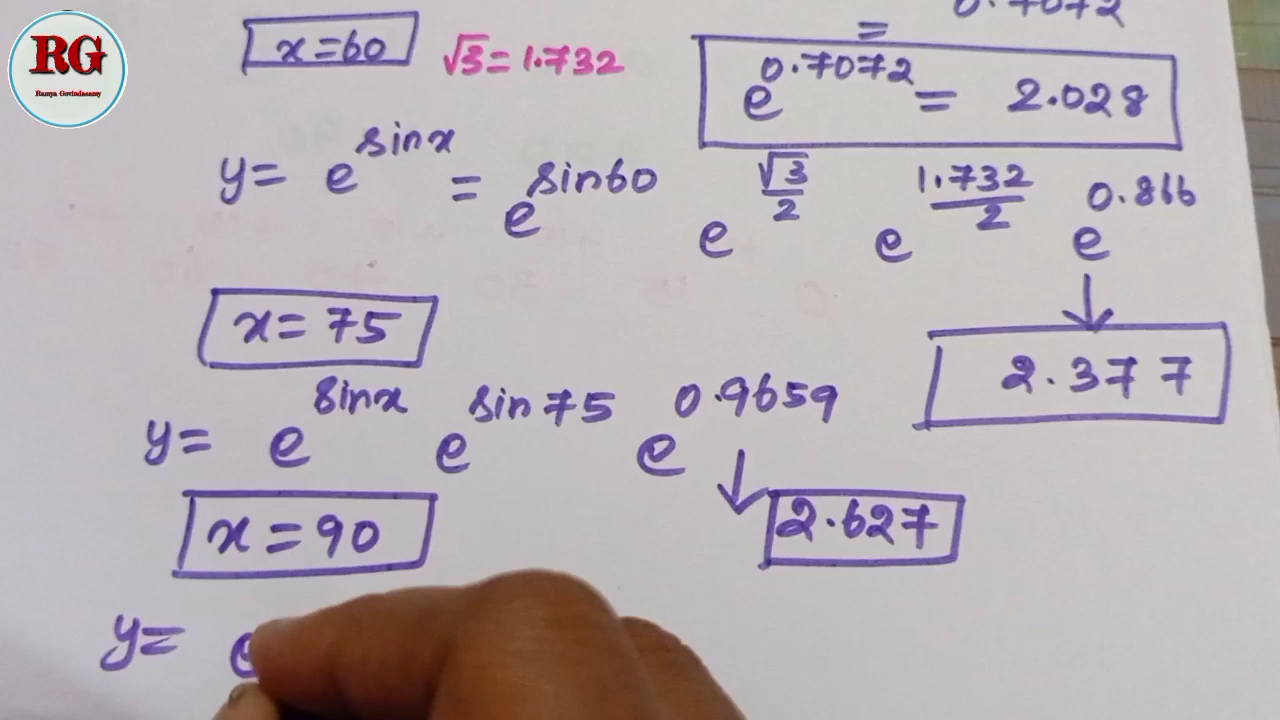 RG
Ramya Govindasamy
0.7072
=
x=60
√3=1.732
e^0.7072 = 2.028
y= e^sinx = e^sin60 e^√3/2 e^1.732/2 e^0.866
↓
2.377
x=75
y= e^sinx e^sin75 e^0.9659
↓
2.627
x=90
y= e